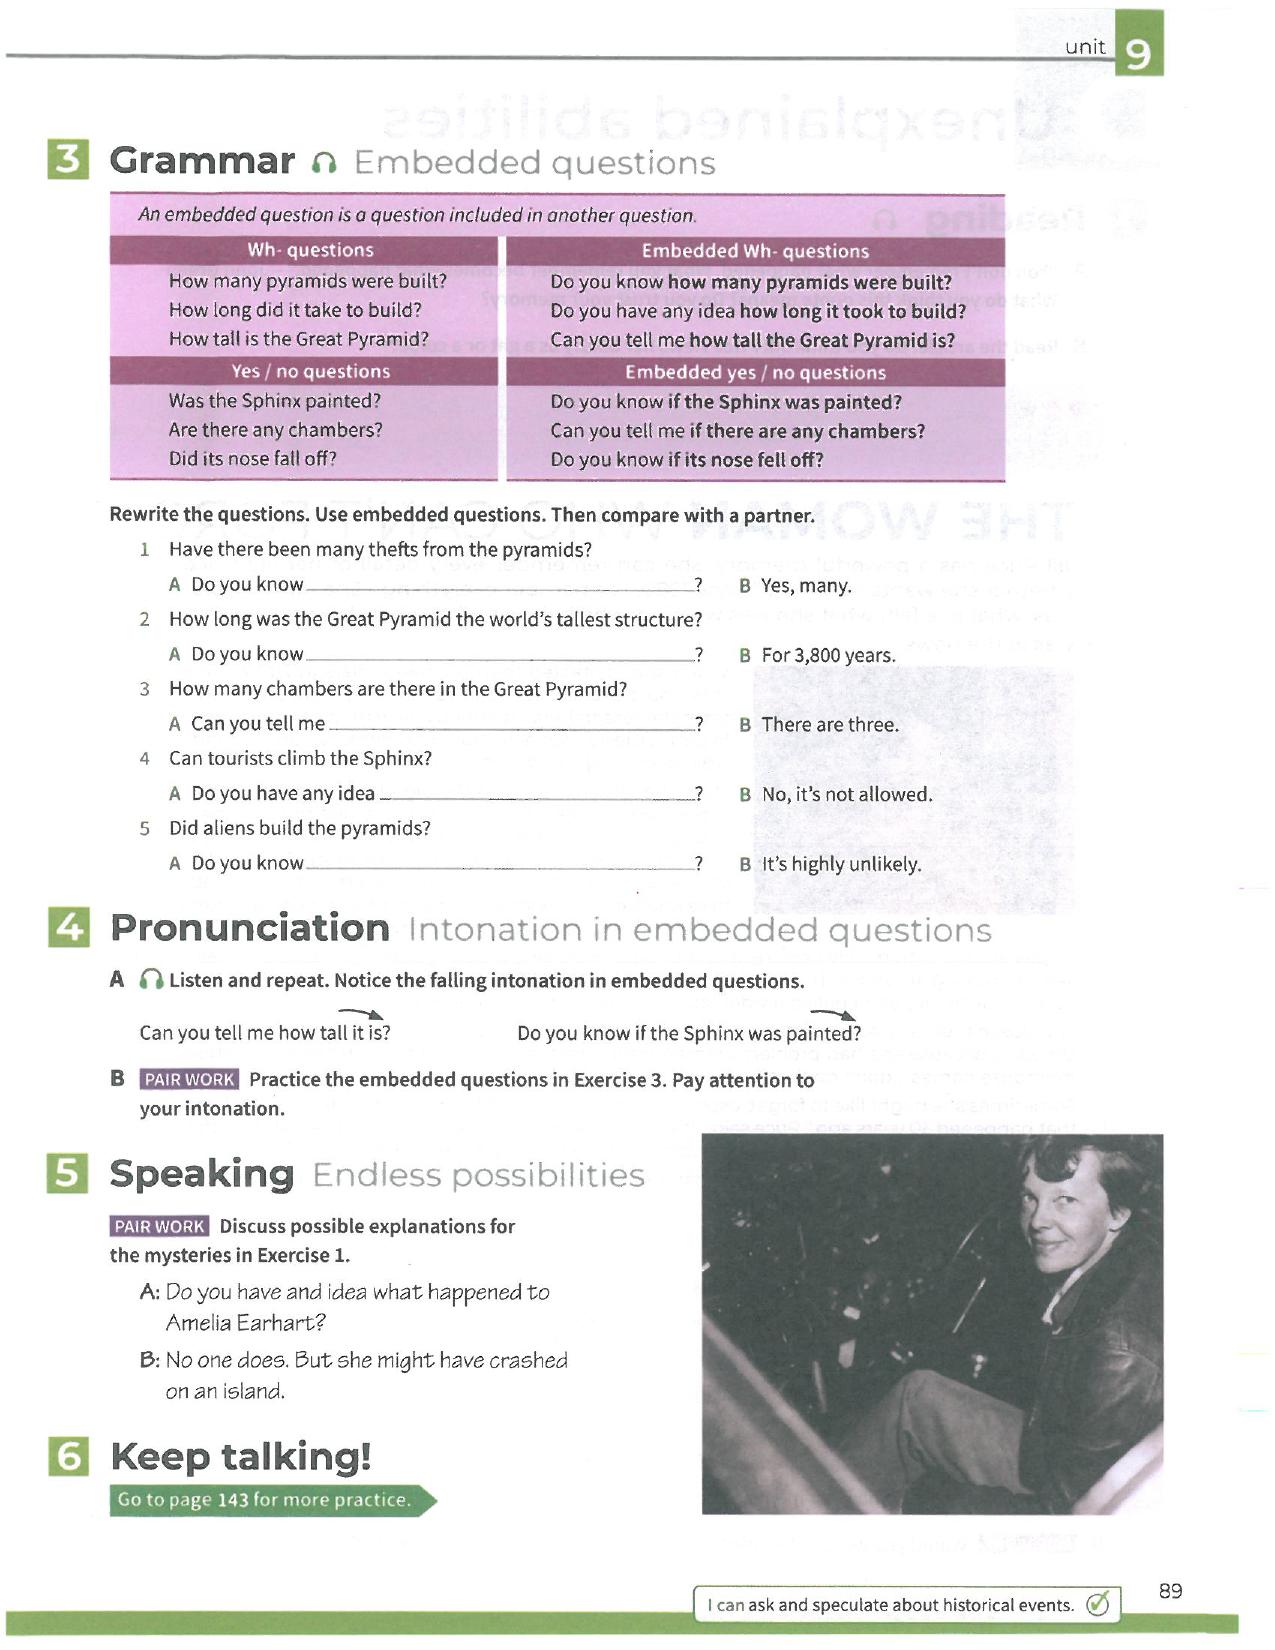 unit 9
3 Grammar Embedded questions
An embedded question is a question included in another question.
Wh- questions Embedded Wh- questions
How many pyramids were built? Do you know how many pyramids were built?
How long did it take to build? Do you have any idea how long it took to build?
How tall is the Great Pyramid? Can you tell me how tall the Great Pyramid is?
Yes / no questions Embedded yes / no questions
Was the Sphinx painted? Do you know if the Sphinx was painted?
Are there any chambers? Can you tell me if there are any chambers?
Did its nose fall off? Do you know if its nose fell off?
Rewrite the questions. Use embedded questions. Then compare with a partner.
1 Have there been many thefts from the pyramids?
A Do you know ? B Yes, many.
2 How long was the Great Pyramid the world's tallest structure?
A Do you know ? B For 3,800 years.
3 How many chambers are there in the Great Pyramid?
A Can you tell me ? B There are three.
4 Can tourists climb the Sphinx?
A Do you have any idea ? B No, it's not allowed.
5 Did aliens build the pyramids?
A Do you know ? B It's highly unlikely.
4 Pronunciation Intonation in embedded questions
A Listen and repeat. Notice the falling intonation in embedded questions.
Can you tell me how tall it is? Do you know if the Sphinx was painted?
B PAIR WORK Practice the embedded questions in Exercise 3. Pay attention to
your intonation.
5 Speaking Endless possibilities
PAIR WORK Discuss possible explanations for
the mysteries in Exercise 1.
A: Do you have and idea what happened to
Amelia Earhart?
B: No one does. But she might have crashed
on an island.
6 Keep talking!
Go to page 143 for more practice.
I can ask and speculate about historical events.
89